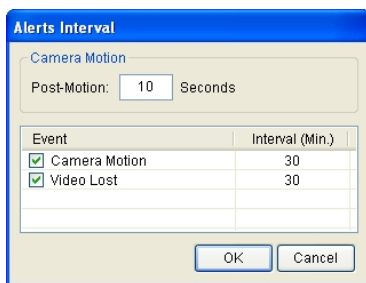 Alerts Interval
Camera Motion
Post-Motion: 10 Seconds
Event Interval (Min.)
Camera Motion 30
Video Lost 30
OK Cancel